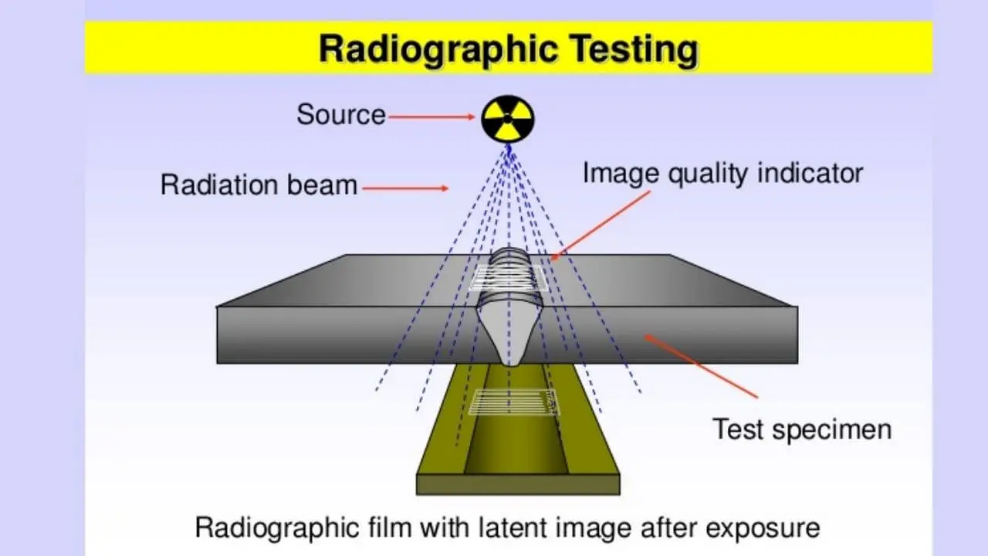 Radiographic Testing
Source
Image quality indicator
Radiation beam
Test specimen
Radiographic film with latent image after exposure